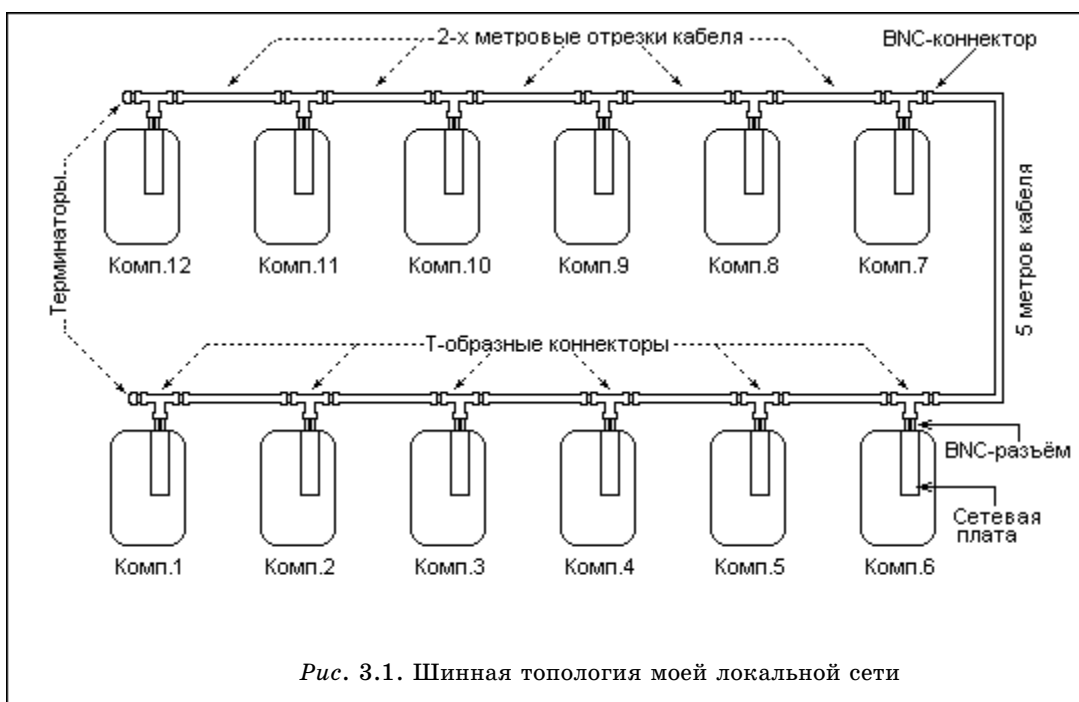 2-х метровые отрезки кабеля
BNC-коннектор
Терминаторы
Комп.12
Комп.11
Комп.10
Комп.9
Комп.8
Комп.7
5 метров кабеля
Т-образные коннекторы
BNC-разъём
Сетевая
плата
Комп.1
Комп.2
Комп.3
Комп.4
Комп.5
Комп.6
Рис. 3.1. Шинная топология моей локальной сети